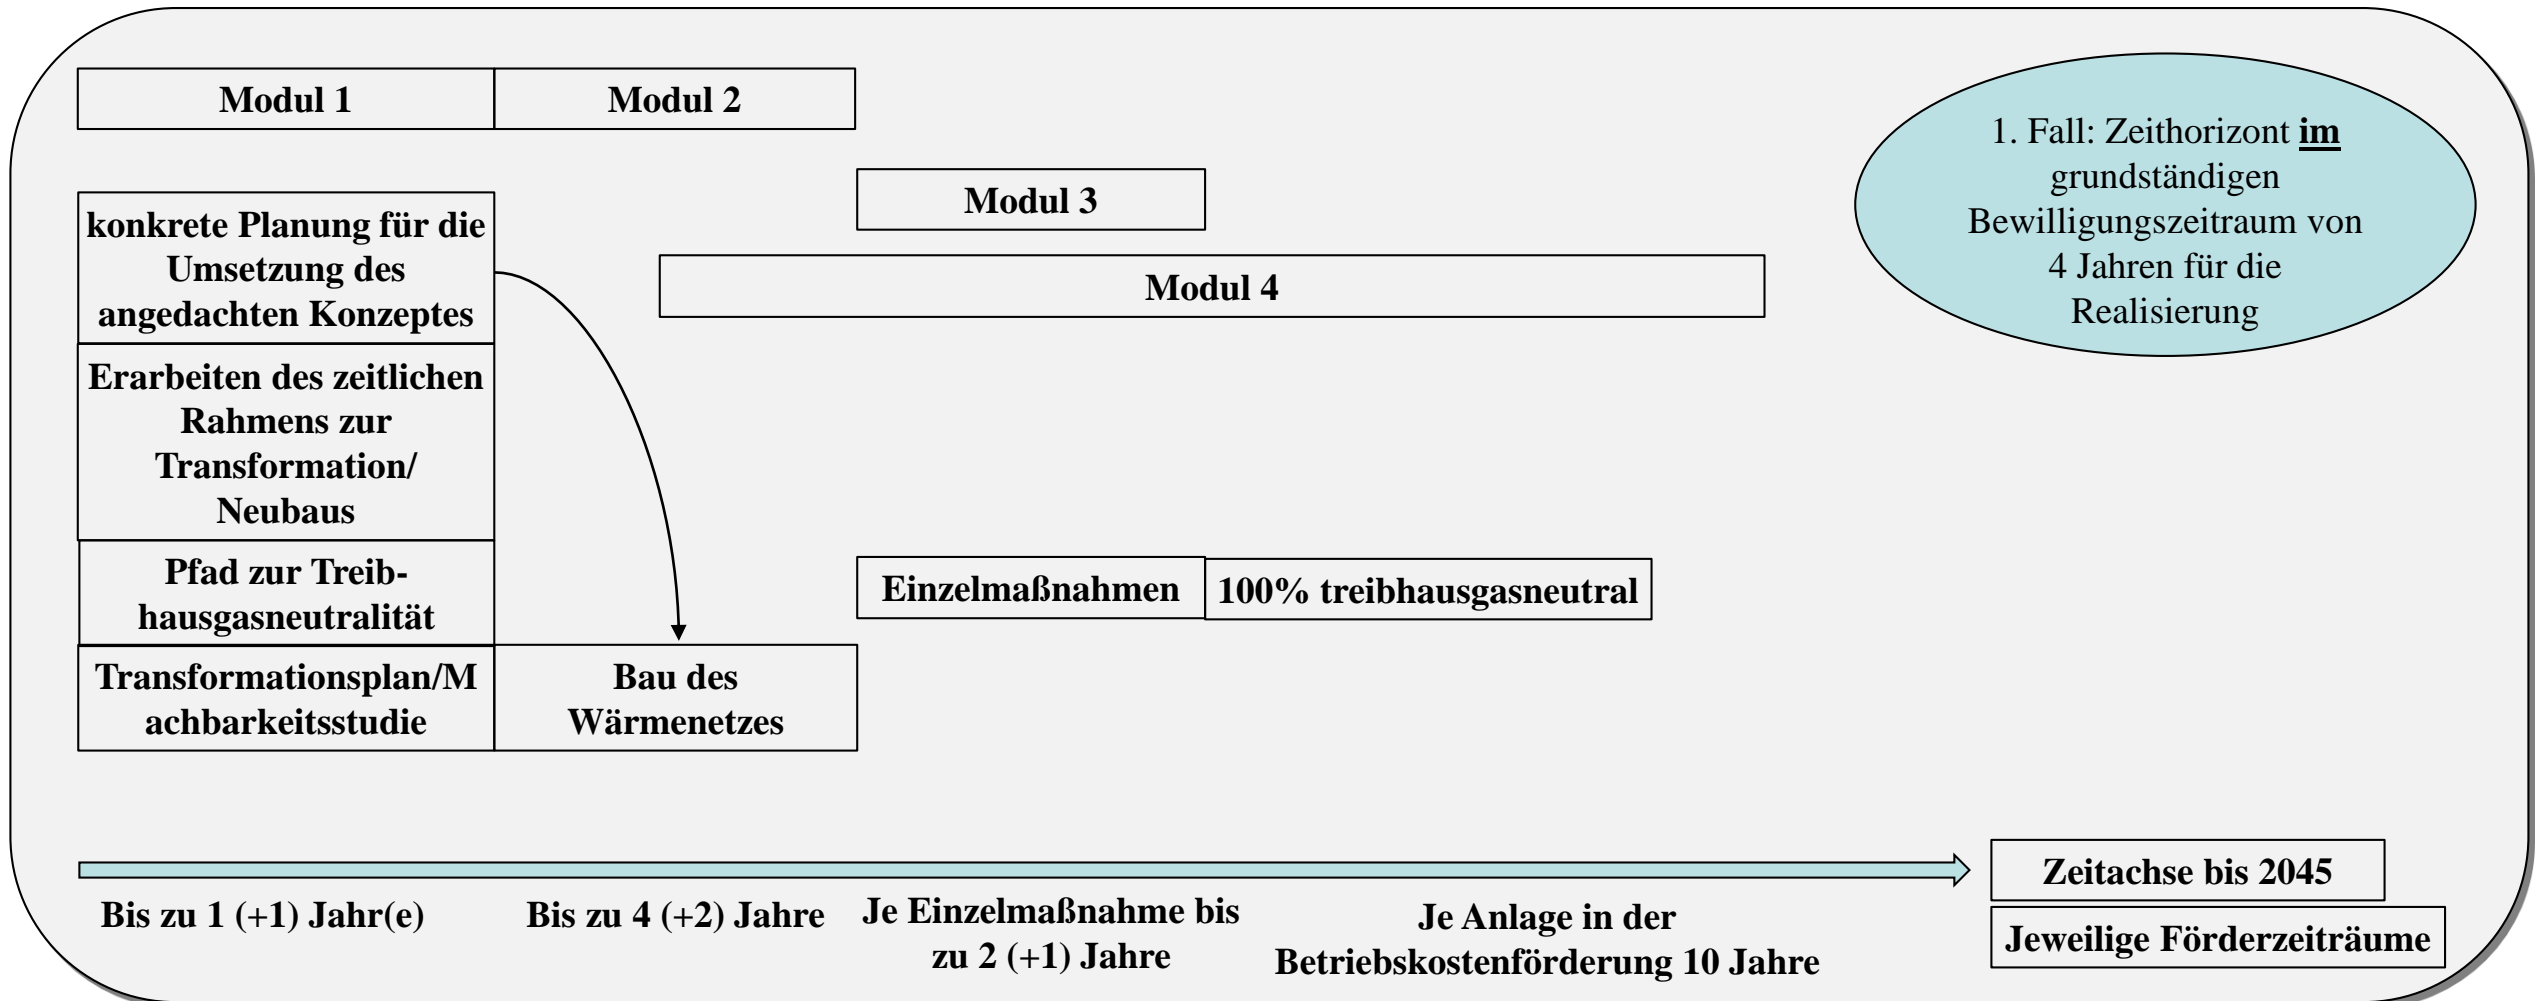 Modul 1
Modul 2
Modul 3
Modul 4
1. Fall: Zeithorizont im
grundständigen
Bewilligungszeitraum von
4 Jahren für die
Realisierung
konkrete Planung für die
Umsetzung des
angedachten Konzeptes
Erarbeiten des zeitlichen
Rahmens zur
Transformation/
Neubaus
Pfad zur Treib-
hausgasneutralität
Transformationsplan/M
achbarkeitsstudie
Bau des
Wärmenetzes
Einzelmaßnahmen
100% treibhausgasneutral
Zeitachse bis 2045
Bis zu 1 (+1) Jahr(e)
Bis zu 4 (+2) Jahre
Je Einzelmaßnahme bis
zu 2 (+1) Jahre
Je Anlage in der
Betriebskostenförderung 10 Jahre
Jeweilige Förderzeiträume